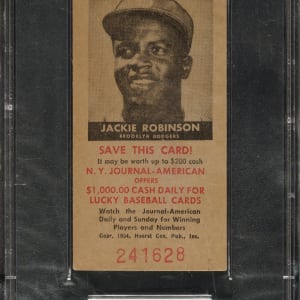 JACKIE ROBINSON
BROOKLYN DODGERS
SAVE THIS CARD!
It may be worth up to $200 cash
N.Y. JOURNAL-AMERICAN
OFFERS
$1,000.00 CASH DAILY FOR
LUCKY BASEBALL CARDS
Watch the Journal-American
Daily and Sunday for Winning
Players and Numbers
Copr. 1954, Hearst Con. Pub., Inc.
241628